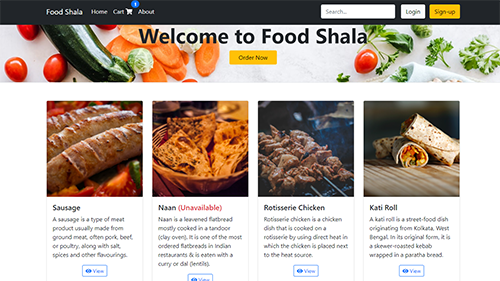 Food Shala Home Cart 1 About Search... Login Sign-up
Welcome to Food Shala
Order Now
Sausage
A sausage is a type of meat
product usually made from
ground meat, often pork, beef,
or poultry, along with salt,
spices and other flavourings.
View
Naan (Unavailable)
Naan is a leavened flatbread
mostly cooked in a tandoor
(clay oven). It is one of the most
ordered flatbreads in Indian
restaurants & is eaten with a
curry or dal (lentils).
View
Rotisserie Chicken
Rotisserie chicken is a chicken
dish that is cooked on a
rotisserie by using direct heat in
which the chicken is placed next
to the heat source.
View
Kati Roll
A kati roll is a street-food dish
originating from Kolkata, West
Bengal. In its original form, it is
a skewer-roasted kebab
wrapped in a paratha bread.
View